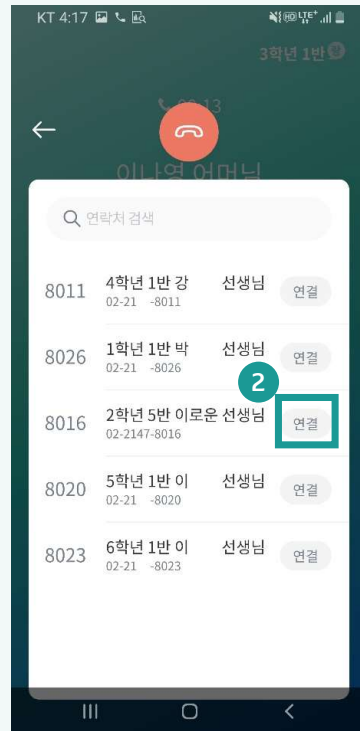 KT 4:17
LTE+
3학년 1반
00:13
이나영 어머님
연락처 검색
8011 4학년 1반 강 선생님 연결
02-21 -8011
8026 1학년 1반 박 선생님 연결
02-21 -8026
2
8016 2학년 5반 이로운 선생님 연결
02-2147-8016
8020 5학년 1반 이 선생님 연결
02-21 -8020
8023 6학년 1반 이 선생님 연결
02-21 -8023